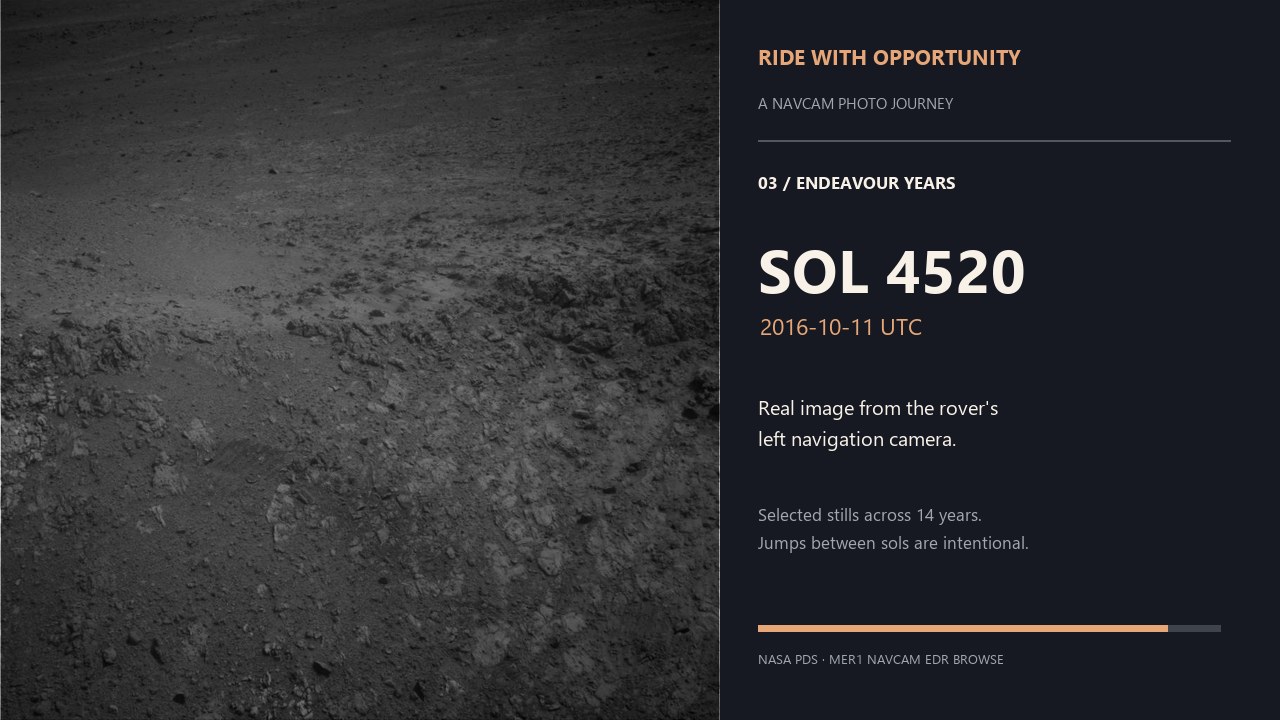 RIDE WITH OPPORTUNITY
A NAVCAM PHOTO JOURNEY
03 / ENDEAVOUR YEARS
SOL 4520
2016-10-11 UTC
Real image from the rover's
left navigation camera.
Selected stills across 14 years.
Jumps between sols are intentional.
NASA PDS · MER1 NAVCAM EDR BROWSE